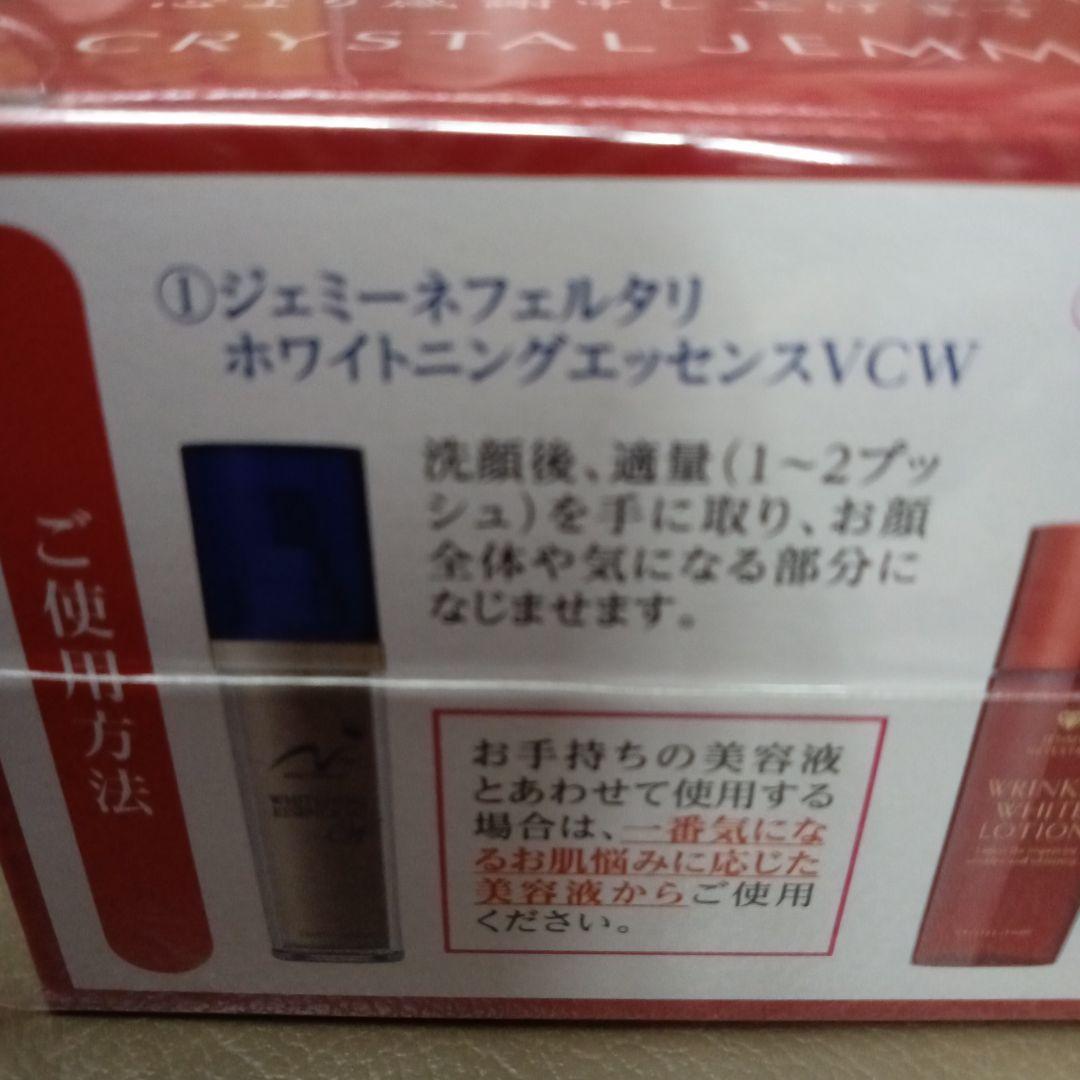 CRYSTAL JEMM
ご使用方法
①ジェミーネフェルタリ
ホワイトニングエッセンスVCW
洗顔後、適量(1〜2プッ
シュ)を手に取り、お顔
全体や気になる部分に
なじませます。
お手持ちの美容液
とあわせて使用する
場合は、一番気にな
るお肌悩みに応じた
美容液からご使用
ください。
WRINK
WHITE
LOTION